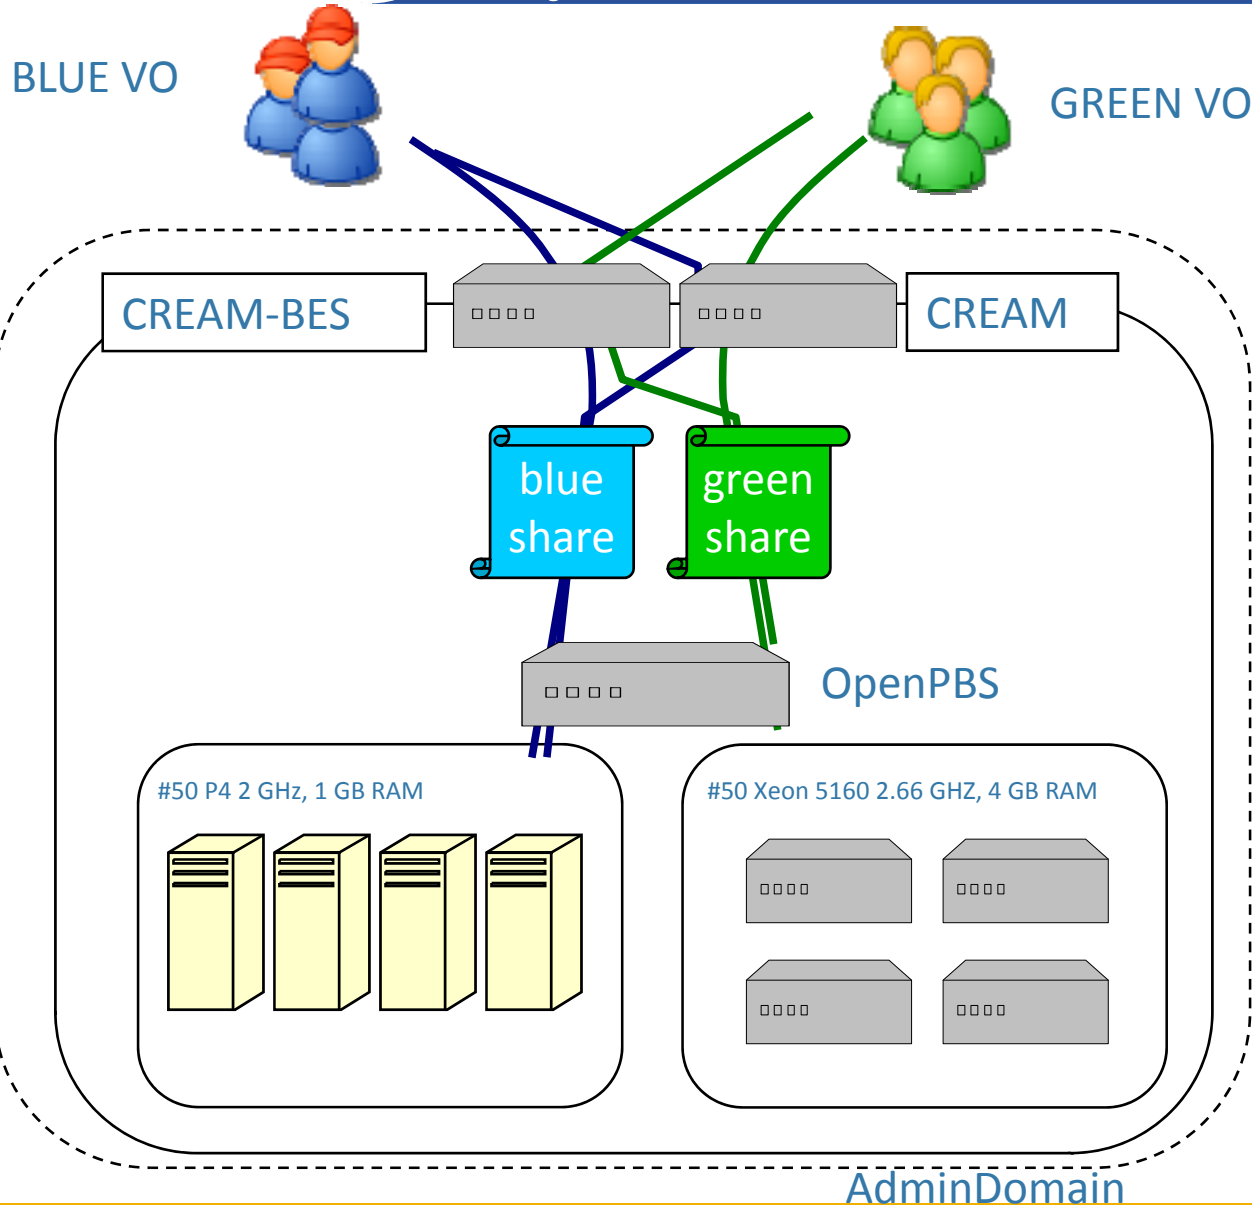 BLUE VO
GREEN VO
CREAM-BES
CREAM
blue
share
green
share
OpenPBS
#50 P4 2 GHz, 1 GB RAM
#50 Xeon 5160 2.66 GHZ, 4 GB RAM
AdminDomain